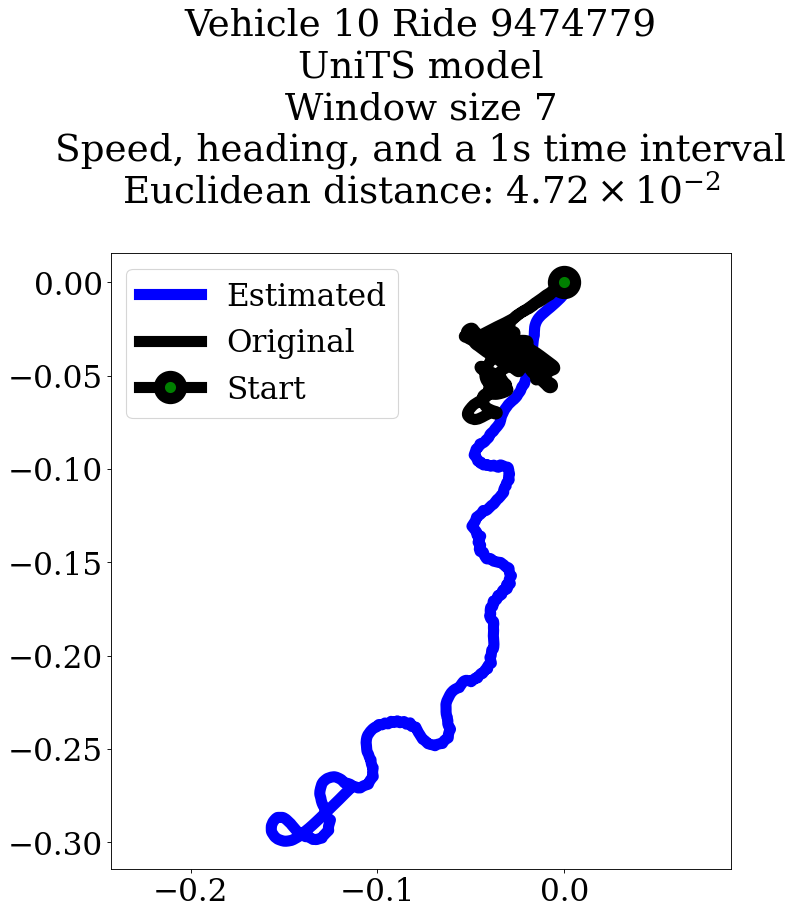 Vehicle 10 Ride 9474779
UniTS model
Window size 7
Speed, heading, and a 1s time interval
Euclidean distance: 4.72 × 10⁻²
Estimated
Original
Start
0.00
−0.05
−0.10
−0.15
−0.20
−0.25
−0.30
−0.2 −0.1 0.0